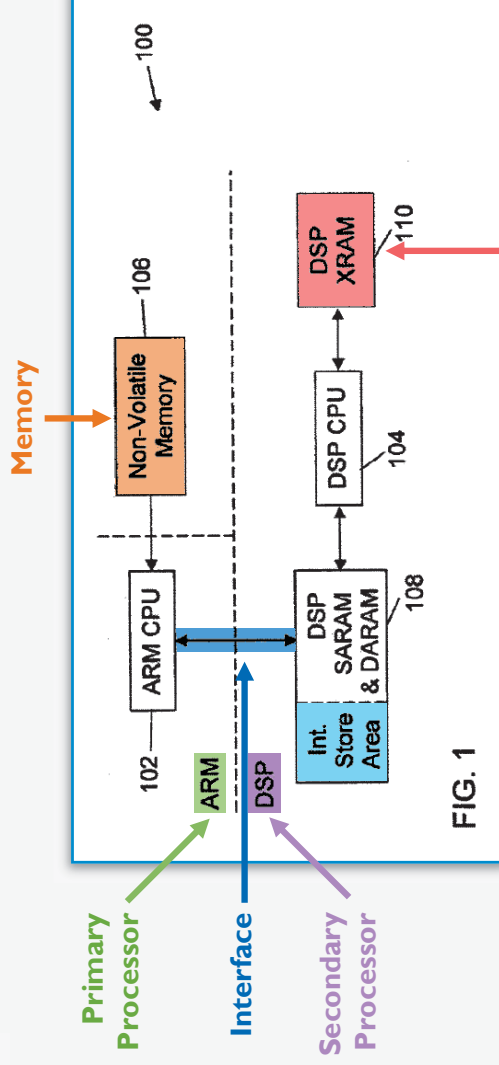 Memory
100
106
Non-Volatile
Memory
ARM CPU
102
Primary
Processor
ARM
Interface
DSP
Secondary
Processor
Int.
Store
Area
DSP
SARAM
& DARAM
108
DSP CPU
104
DSP
XRAM
110
FIG. 1